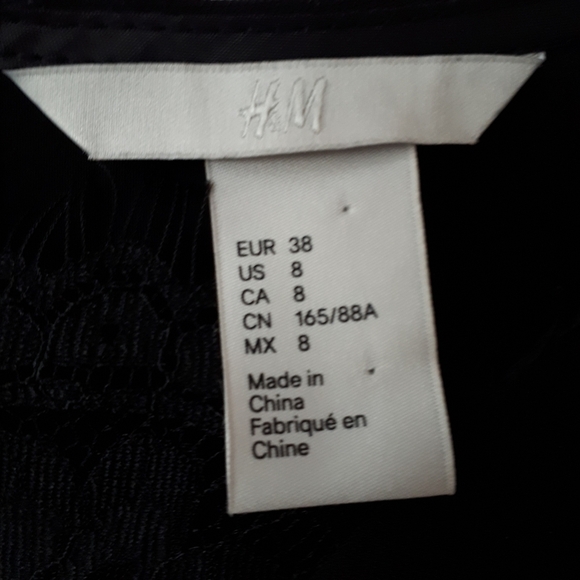 H&M
EUR 38
US 8
CA 8
CN 165/88A
MX 8
Made in
China
Fabriqué en
Chine